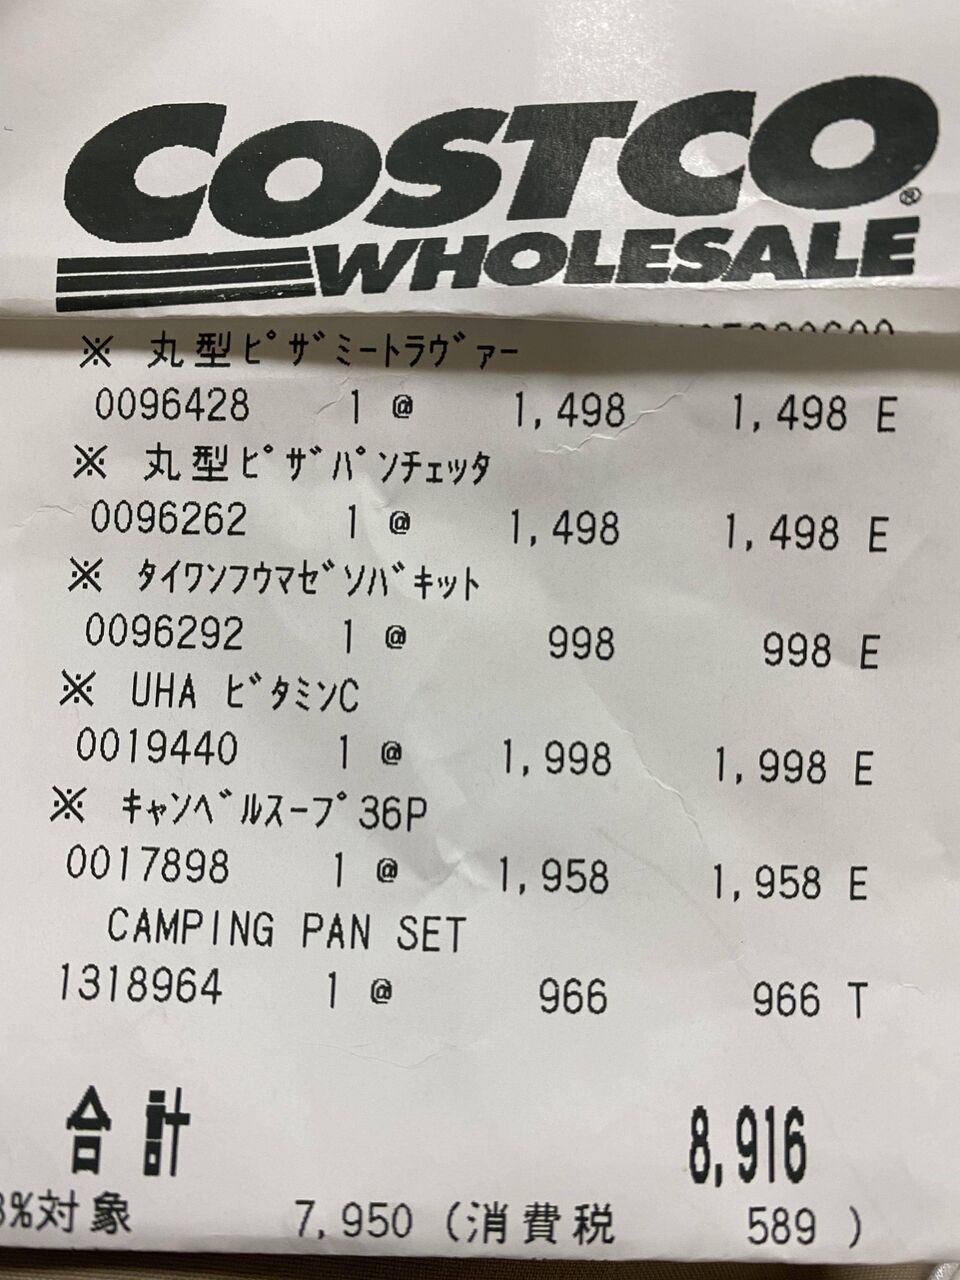 COSTCO
WHOLESALE
※ 丸型ﾋﾟｻﾞﾐｰﾄﾗｳﾞｧｰ
0096428 1 @ 1,498 1,498 E
※ 丸型ﾋﾟｻﾞﾊﾟﾝﾁｪｯﾀ
0096262 1 @ 1,498 1,498 E
※ ﾀｲﾜﾝﾌｳﾏｾﾞｿﾊﾞｷｯﾄ
0096292 1 @ 998 998 E
※ UHA ﾋﾞﾀﾐﾝC
0019440 1 @ 1,998 1,998 E
※ ｷｬﾝﾍﾞﾙｽｰﾌﾟ36P
0017898 1 @ 1,958 1,958 E
CAMPING PAN SET
1318964 1 @ 966 966 T
合計 8,916
8%対象 7,950 (消費税 589 )